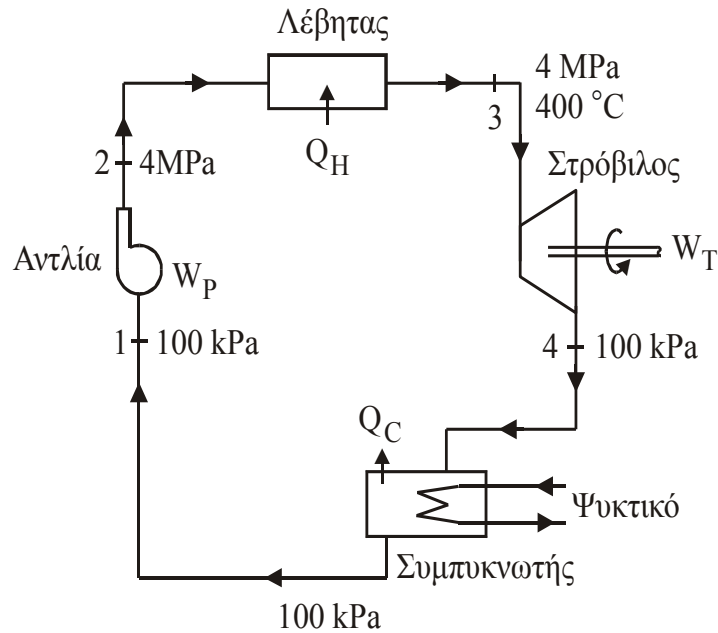 Λέβητας
4 MPa
400 °C
3
2 4MPa
Q_H
Στρόβιλος
Αντλία
W_P
W_T
1 100 kPa
4 100 kPa
Q_C
Ψυκτικό
Συμπυκνωτής
100 kPa